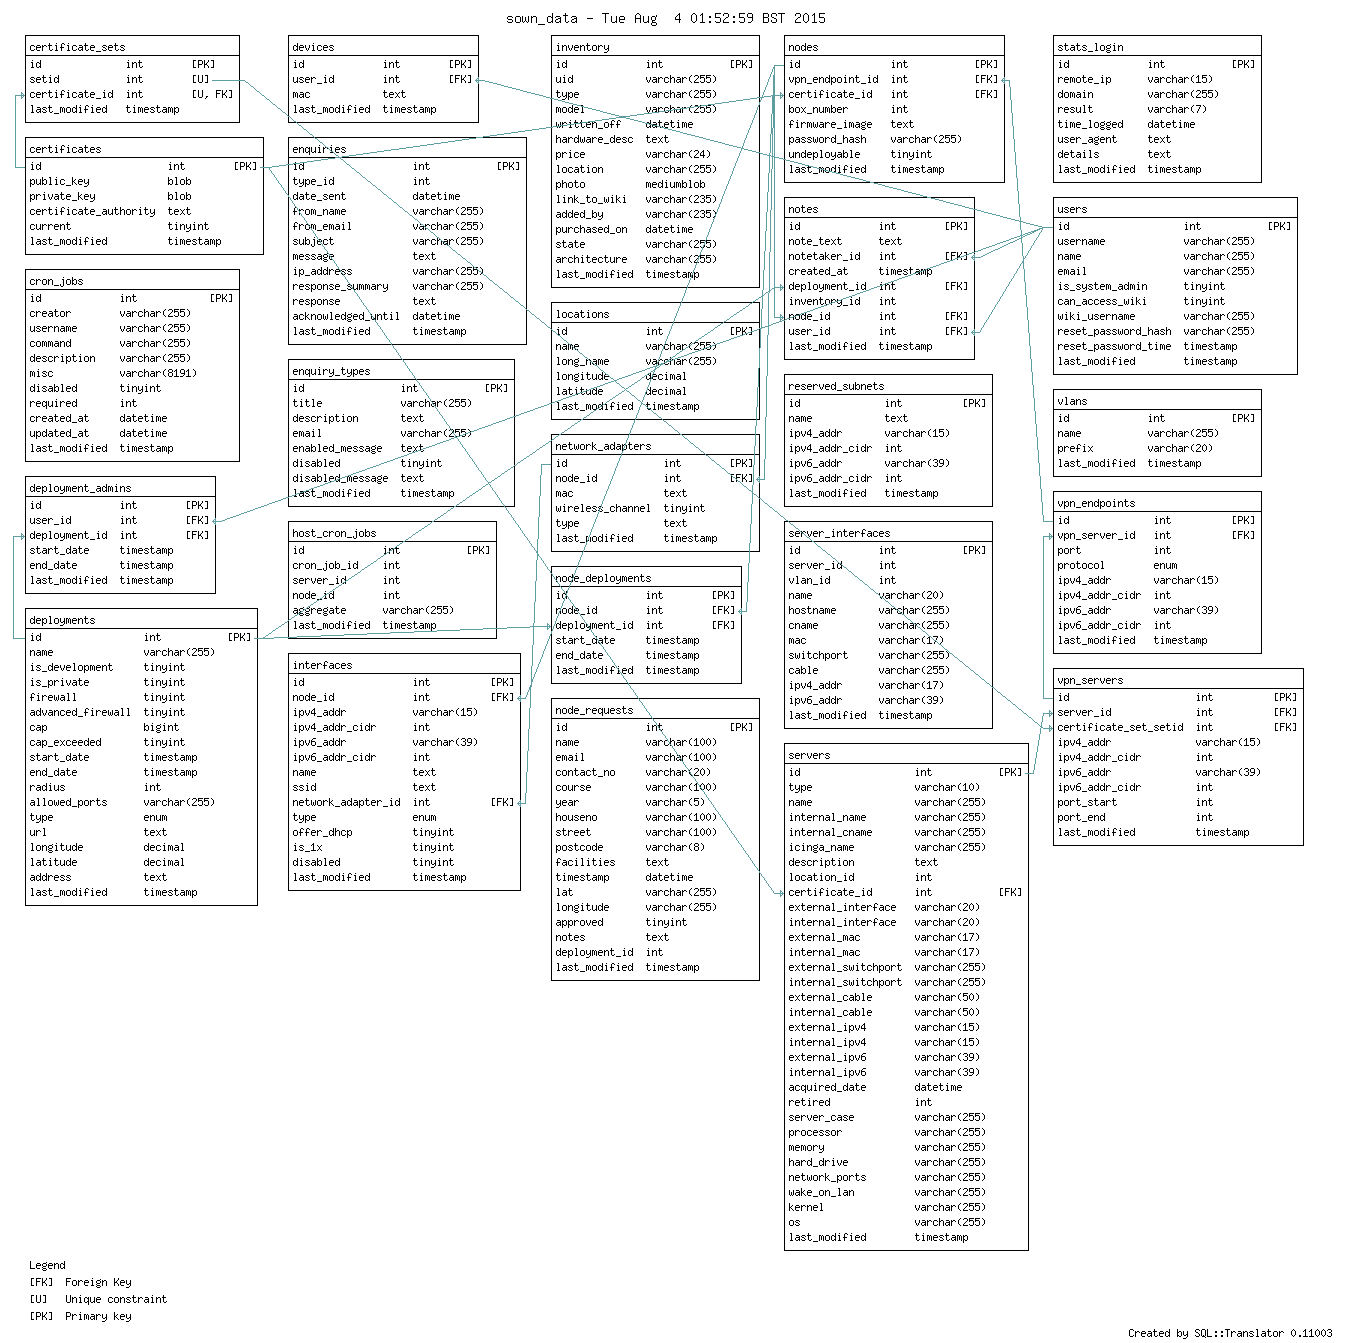 sown_data - Tue Aug  4 01:52:59 BST 2015
certificate_sets
id int [PK]
setid int [U]
certificate_id int [U, FK]
last_modified timestamp
certificates
id int [PK]
public_key blob
private_key blob
certificate_authority text
current tinyint
last_modified timestamp
cron_jobs
id int [PK]
creator varchar(255)
username varchar(255)
command varchar(255)
description varchar(255)
misc varchar(8191)
disabled tinyint
required int
created_at datetime
updated_at datetime
last_modified timestamp
deployment_admins
id int [PK]
user_id int [FK]
deployment_id int [FK]
start_date timestamp
end_date timestamp
last_modified timestamp
deployments
id int [PK]
name varchar(255)
is_development tinyint
is_private tinyint
firewall tinyint
advanced_firewall tinyint
cap bigint
cap_exceeded tinyint
start_date timestamp
end_date timestamp
radius int
allowed_ports varchar(255)
type enum
url text
longitude decimal
latitude decimal
address text
last_modified timestamp
devices
id int [PK]
user_id int [FK]
mac text
last_modified timestamp
enquiries
id int [PK]
type_id int
date_sent datetime
from_name varchar(255)
from_email varchar(255)
subject varchar(255)
message text
ip_address varchar(255)
response_summary varchar(255)
response text
acknowledged_until datetime
last_modified timestamp
enquiry_types
id int [PK]
title varchar(255)
description text
email varchar(255)
enabled_message text
disabled tinyint
disabled_message text
last_modified timestamp
host_cron_jobs
id int [PK]
cron_job_id int
server_id int
node_id int
aggregate varchar(255)
last_modified timestamp
interfaces
id int [PK]
node_id int [FK]
ipv4_addr varchar(15)
ipv4_addr_cidr int
ipv6_addr varchar(39)
ipv6_addr_cidr int
name text
ssid text
network_adapter_id int [FK]
type enum
offer_dhcp tinyint
is_1x tinyint
disabled tinyint
last_modified timestamp
inventory
id int [PK]
uid varchar(255)
type varchar(255)
model varchar(255)
written_off datetime
hardware_desc text
price varchar(24)
location varchar(255)
photo mediumblob
link_to_wiki varchar(235)
added_by varchar(235)
purchased_on datetime
state varchar(255)
architecture varchar(255)
last_modified timestamp
locations
id int [PK]
name varchar(255)
long_name varchar(255)
longitude decimal
latitude decimal
last_modified timestamp
network_adapters
id int [PK]
node_id int [FK]
mac text
wireless_channel tinyint
type text
last_modified timestamp
node_deployments
id int [PK]
node_id int [FK]
deployment_id int [FK]
start_date timestamp
end_date timestamp
last_modified timestamp
node_requests
id int [PK]
name varchar(100)
email varchar(100)
contact_no varchar(20)
course varchar(100)
year varchar(5)
houseno varchar(100)
street varchar(100)
postcode varchar(8)
facilities text
timestamp datetime
lat varchar(255)
longitude varchar(255)
approved tinyint
notes text
deployment_id int
last_modified timestamp
nodes
id int [PK]
vpn_endpoint_id int [FK]
certificate_id int [FK]
box_number int
firmware_image text
password_hash varchar(255)
undeployable tinyint
last_modified timestamp
notes
id int [PK]
note_text text
notetaker_id int [FK]
created_at timestamp
deployment_id int [FK]
inventory_id int
node_id int [FK]
user_id int [FK]
last_modified timestamp
reserved_subnets
id int [PK]
name text
ipv4_addr varchar(15)
ipv4_addr_cidr int
ipv6_addr varchar(39)
ipv6_addr_cidr int
last_modified timestamp
server_interfaces
id int [PK]
server_id int
vlan_id int
name varchar(20)
hostname varchar(255)
cname varchar(255)
mac varchar(17)
switchport varchar(255)
cable varchar(255)
ipv4_addr varchar(17)
ipv6_addr varchar(39)
last_modified timestamp
servers
id int [PK]
type varchar(10)
name varchar(255)
internal_name varchar(255)
internal_cname varchar(255)
icinga_name varchar(255)
description text
location_id int
certificate_id int [FK]
external_interface varchar(20)
internal_interface varchar(20)
external_mac varchar(17)
internal_mac varchar(17)
external_switchport varchar(255)
internal_switchport varchar(255)
external_cable varchar(50)
internal_cable varchar(50)
external_ipv4 varchar(15)
internal_ipv4 varchar(15)
external_ipv6 varchar(39)
internal_ipv6 varchar(39)
acquired_date datetime
retired int
server_case varchar(255)
processor varchar(255)
memory varchar(255)
hard_drive varchar(255)
network_ports varchar(255)
wake_on_lan varchar(255)
kernel varchar(255)
os varchar(255)
last_modified timestamp
stats_login
id int [PK]
remote_ip varchar(15)
domain varchar(255)
result varchar(7)
time_logged datetime
user_agent text
details text
last_modified timestamp
users
id int [PK]
username varchar(255)
name varchar(255)
email varchar(255)
is_system_admin tinyint
can_access_wiki tinyint
wiki_username varchar(255)
reset_password_hash varchar(255)
reset_password_time timestamp
last_modified timestamp
vlans
id int [PK]
name varchar(255)
prefix varchar(20)
last_modified timestamp
vpn_endpoints
id int [PK]
vpn_server_id int [FK]
port int
protocol enum
ipv4_addr varchar(15)
ipv4_addr_cidr int
ipv6_addr varchar(39)
ipv6_addr_cidr int
last_modified timestamp
vpn_servers
id int [PK]
server_id int [FK]
certificate_set_setid int [FK]
ipv4_addr varchar(15)
ipv4_addr_cidr int
ipv6_addr varchar(39)
ipv6_addr_cidr int
port_start int
port_end int
last_modified timestamp
Legend
[FK] Foreign Key
[U] Unique constraint
[PK] Primary key
Created by SQL::Translator 0.11003